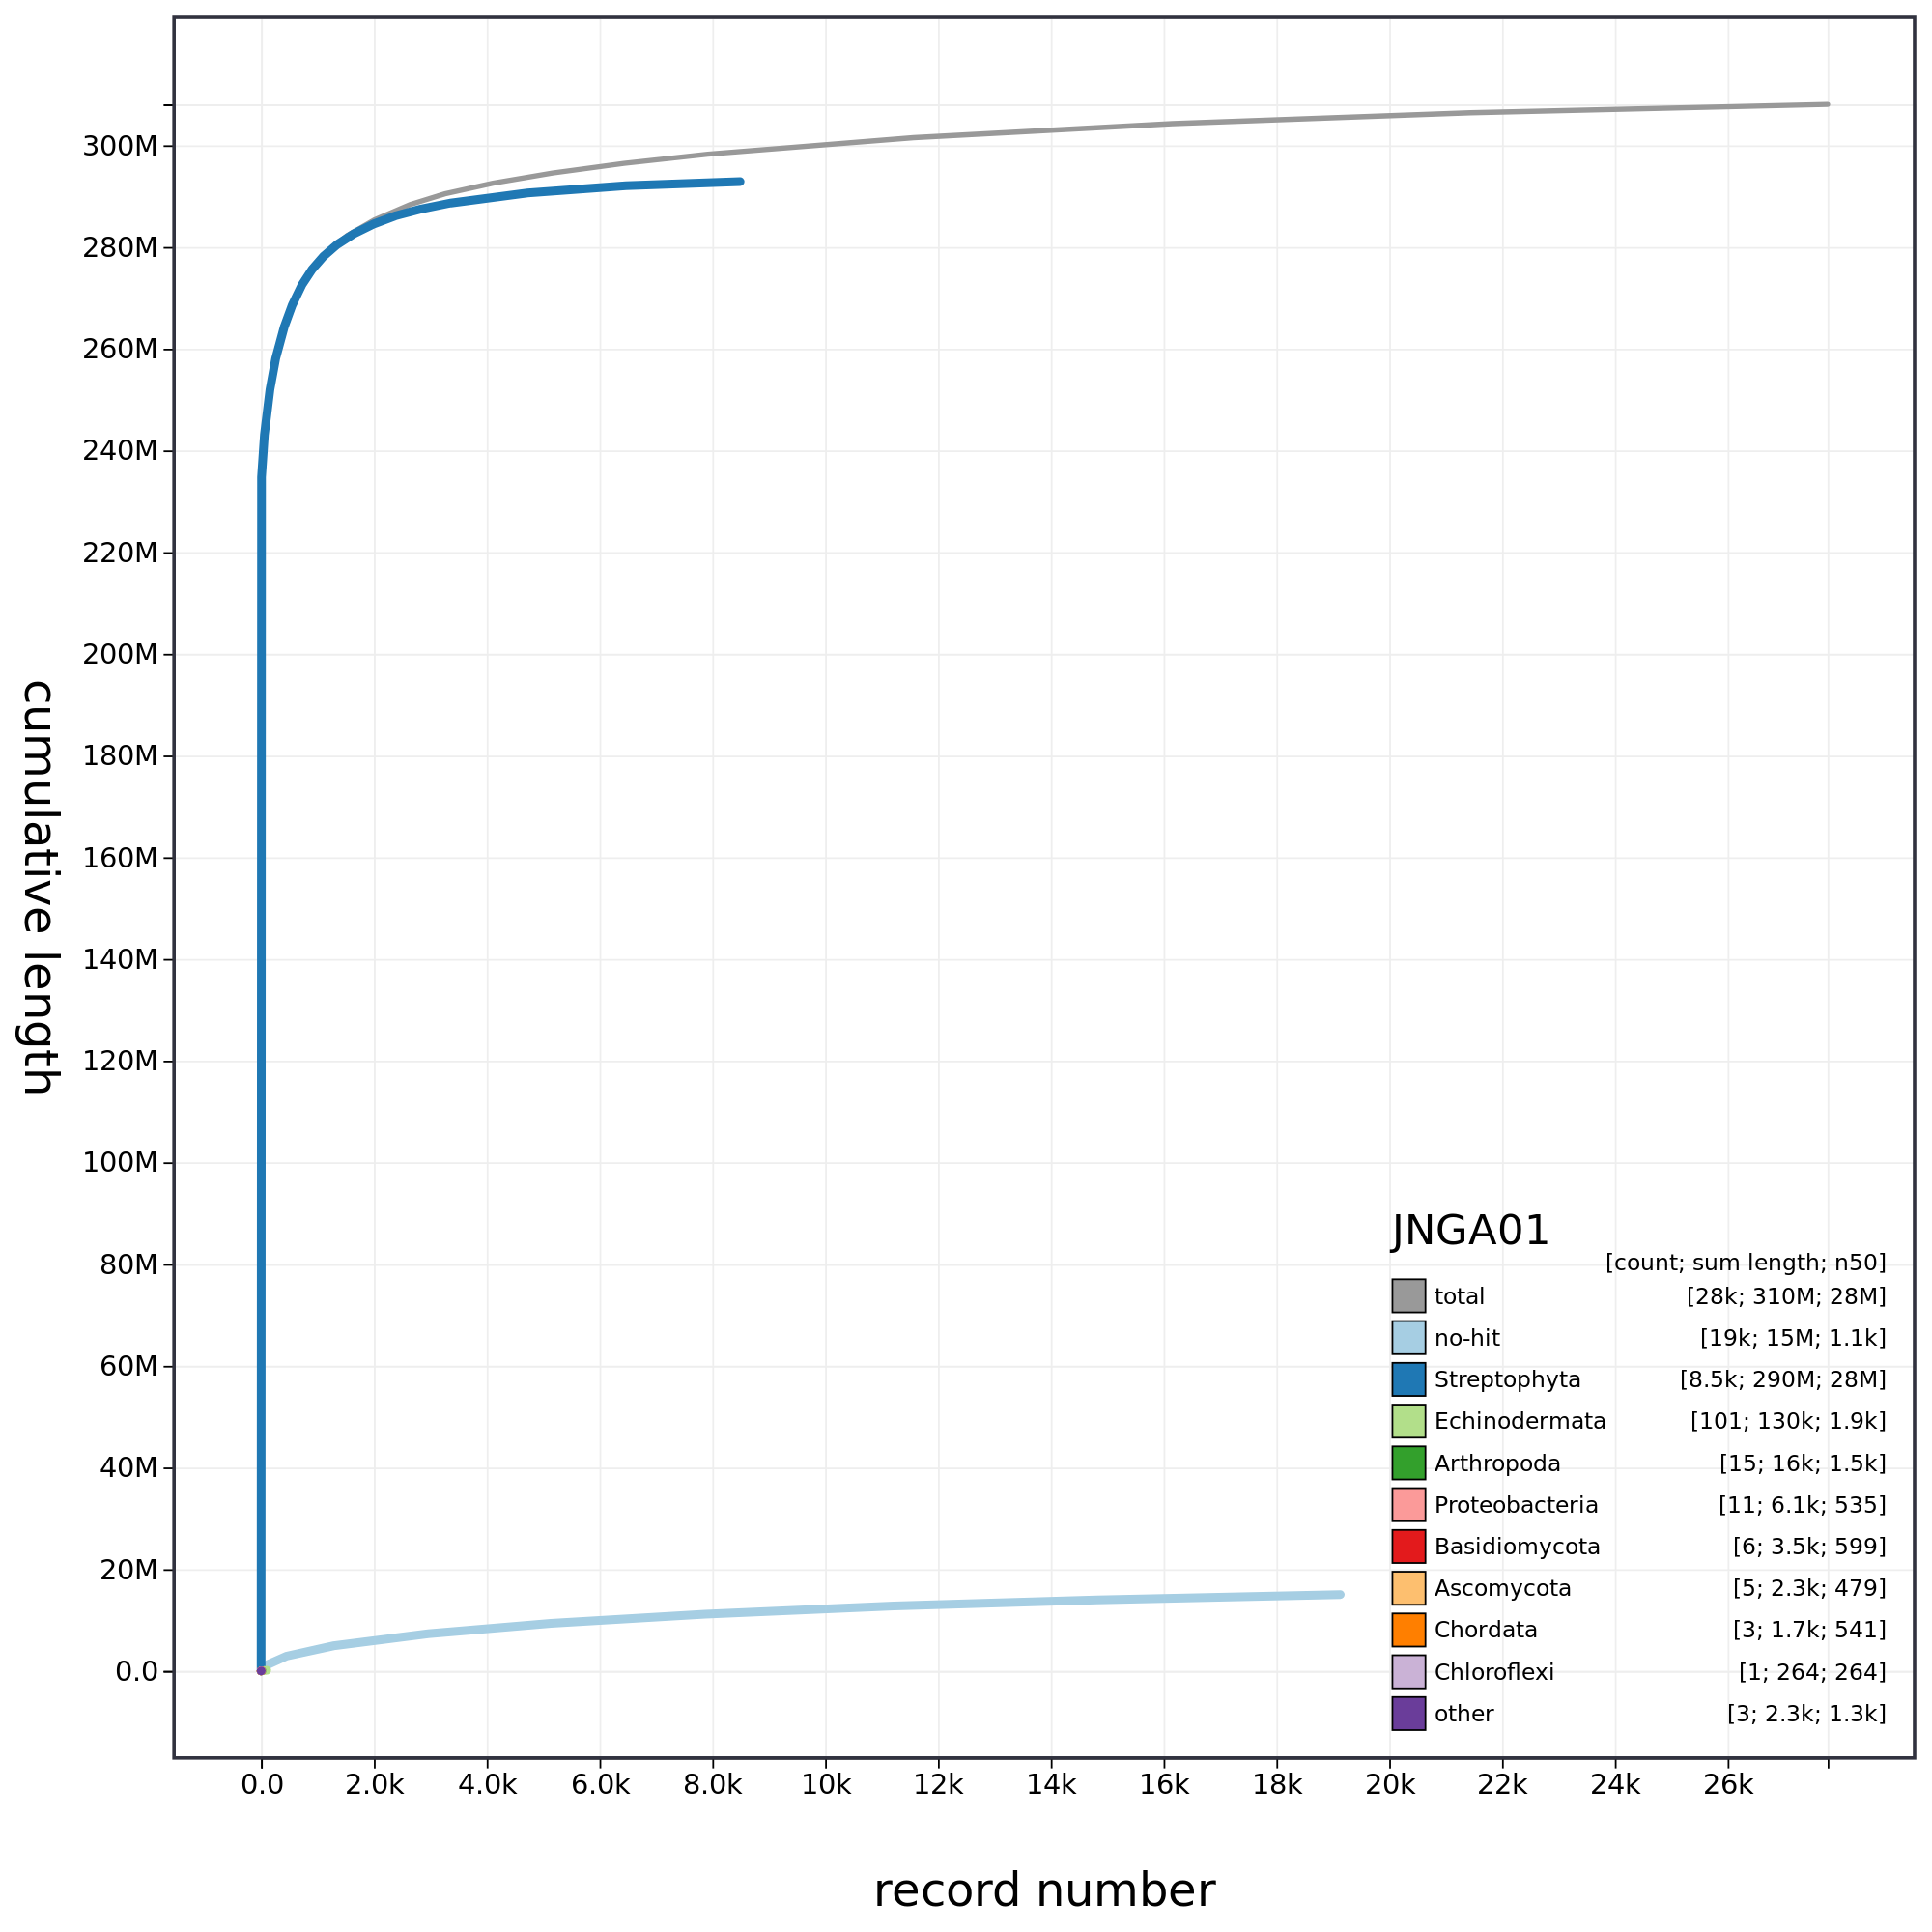 300M
280M
260M
240M
220M
200M
180M
160M
140M
120M
100M
80M
60M
40M
20M
0.0
cumulative length
JNGA01
[count; sum length; n50]
total [28k; 310M; 28M]
no-hit [19k; 15M; 1.1k]
Streptophyta [8.5k; 290M; 28M]
Echinodermata [101; 130k; 1.9k]
Arthropoda [15; 16k; 1.5k]
Proteobacteria [11; 6.1k; 535]
Basidiomycota [6; 3.5k; 599]
Ascomycota [5; 2.3k; 479]
Chordata [3; 1.7k; 541]
Chloroflexi [1; 264; 264]
other [3; 2.3k; 1.3k]
0.0 2.0k 4.0k 6.0k 8.0k 10k 12k 14k 16k 18k 20k 22k 24k 26k
record number